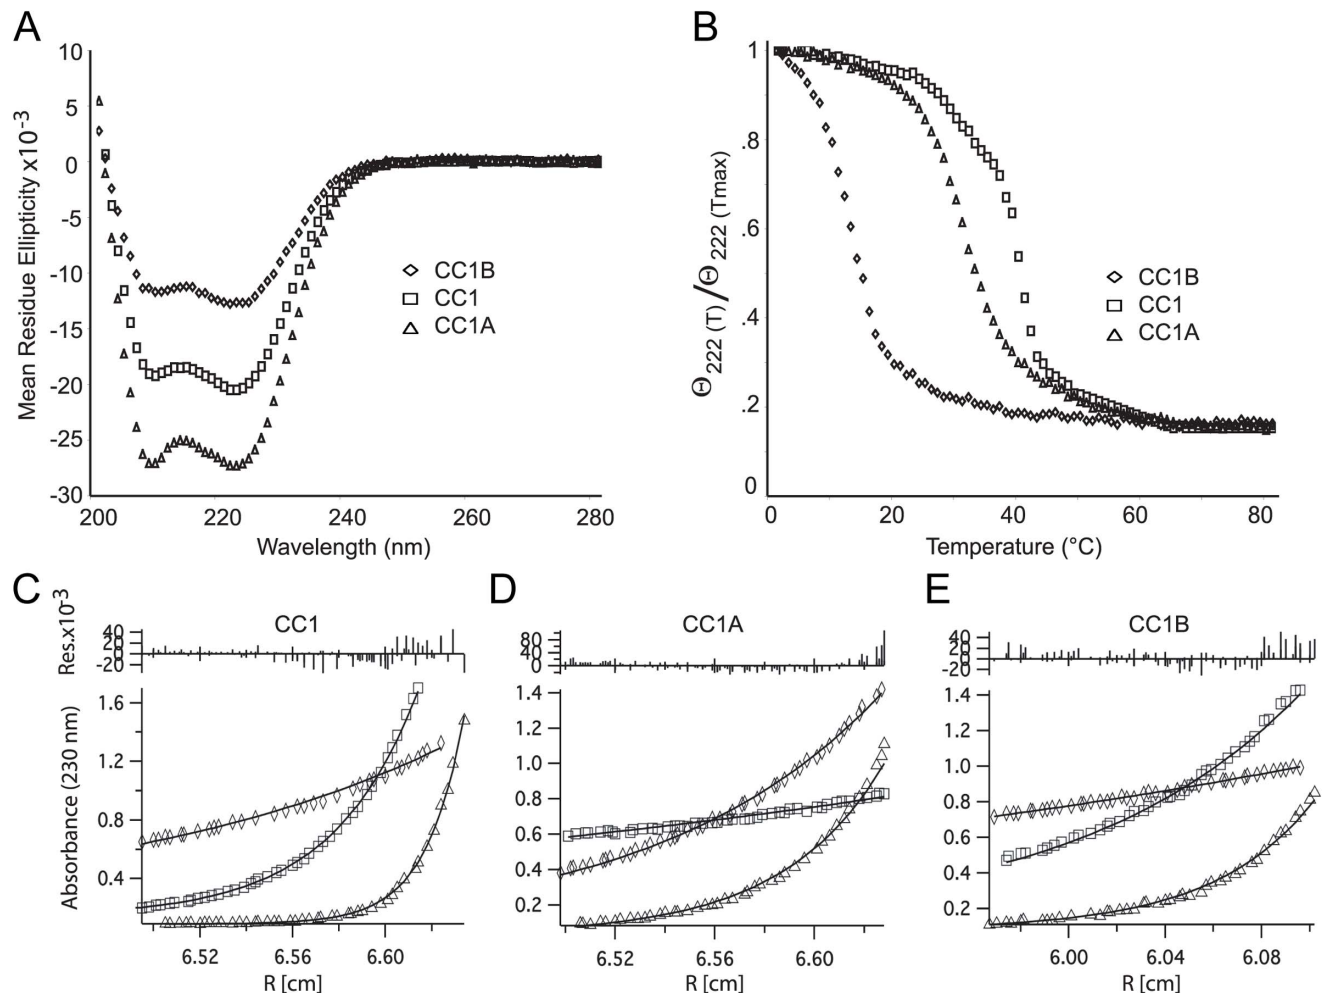 A
Mean Residue Ellipticity x10-3
10
5
0
-5
-10
-15
-20
-25
-30
200 220 240 260 280
Wavelength (nm)
CC1B
CC1
CC1A
B
Θ222 (T)/Θ222 (Tmax)
1
.8
.6
.4
.2
0
0 20 40 60 80
Temperature (°C)
CC1B
CC1
CC1A
C
CC1
Res.x10-3
40
20
0
-20
Absorbance (230 nm)
1.6
1.2
0.8
0.4
6.52 6.56 6.60
R [cm]
D
CC1A
80
40
0
1.4
1.2
1.0
0.8
0.6
0.4
0.2
6.52 6.56 6.60
R [cm]
E
CC1B
40
20
0
-20
1.4
1.2
1.0
0.8
0.6
0.4
0.2
6.00 6.04 6.08
R [cm]